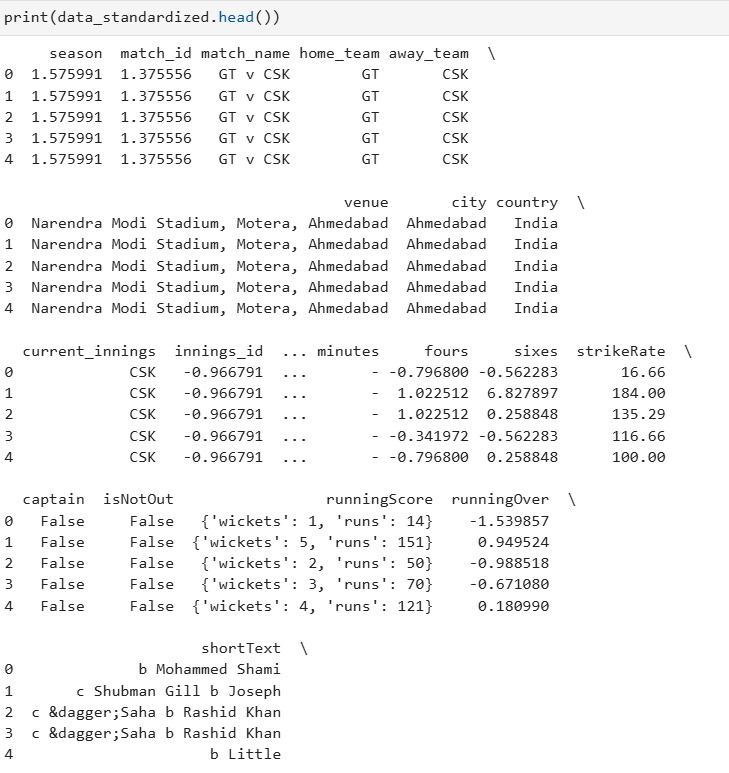 print(data_standardized.head())
season match_id match_name home_team away_team \
0 1.575991 1.375556 GT v CSK GT CSK
1 1.575991 1.375556 GT v CSK GT CSK
2 1.575991 1.375556 GT v CSK GT CSK
3 1.575991 1.375556 GT v CSK GT CSK
4 1.575991 1.375556 GT v CSK GT CSK
venue city country \
0 Narendra Modi Stadium, Motera, Ahmedabad Ahmedabad India
1 Narendra Modi Stadium, Motera, Ahmedabad Ahmedabad India
2 Narendra Modi Stadium, Motera, Ahmedabad Ahmedabad India
3 Narendra Modi Stadium, Motera, Ahmedabad Ahmedabad India
4 Narendra Modi Stadium, Motera, Ahmedabad Ahmedabad India
current_innings innings_id ... minutes fours sixes strikeRate \
0 CSK -0.966791 ... - -0.796800 -0.562283 16.66
1 CSK -0.966791 ... - 1.022512 6.827897 184.00
2 CSK -0.966791 ... - 1.022512 0.258848 135.29
3 CSK -0.966791 ... - -0.341972 -0.562283 116.66
4 CSK -0.966791 ... - -0.796800 0.258848 100.00
captain isNotOut runningScore runningOver \
0 False False {'wickets': 1, 'runs': 14} -1.539857
1 False False {'wickets': 5, 'runs': 151} 0.949524
2 False False {'wickets': 2, 'runs': 50} -0.988518
3 False False {'wickets': 3, 'runs': 70} -0.671080
4 False False {'wickets': 4, 'runs': 121} 0.180990
shortText \
0 b Mohammed Shami
1 c Shubman Gill b Joseph
2 c &dagger;Saha b Rashid Khan
3 c &dagger;Saha b Rashid Khan
4 b Little